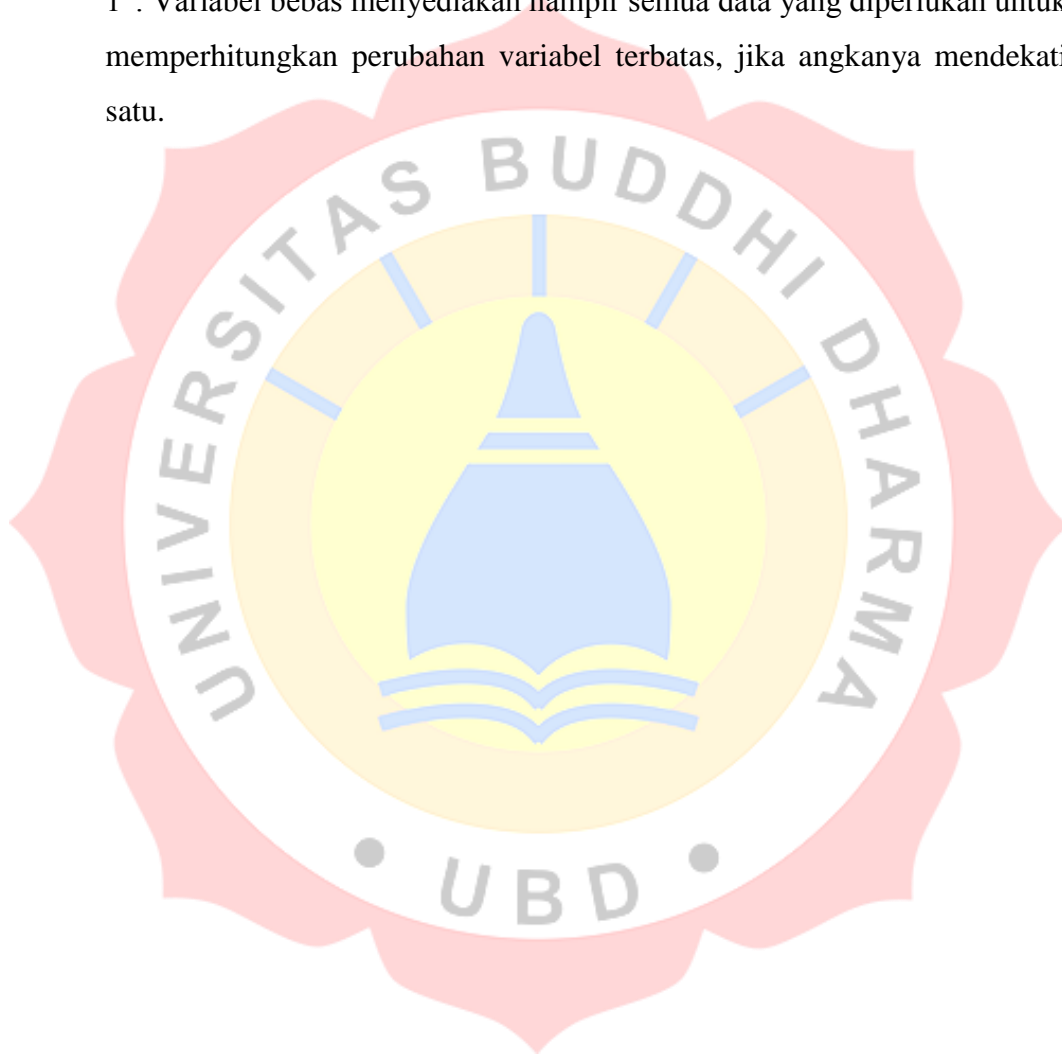 1 : Variabel bebas menyediakan hampir semua data yang diperlukan untuk
memperhitungkan perubahan variabel terbatas, jika angkanya mendekati
satu.
UNIVERSITAS BUDDHI DHARMA
• UBD •